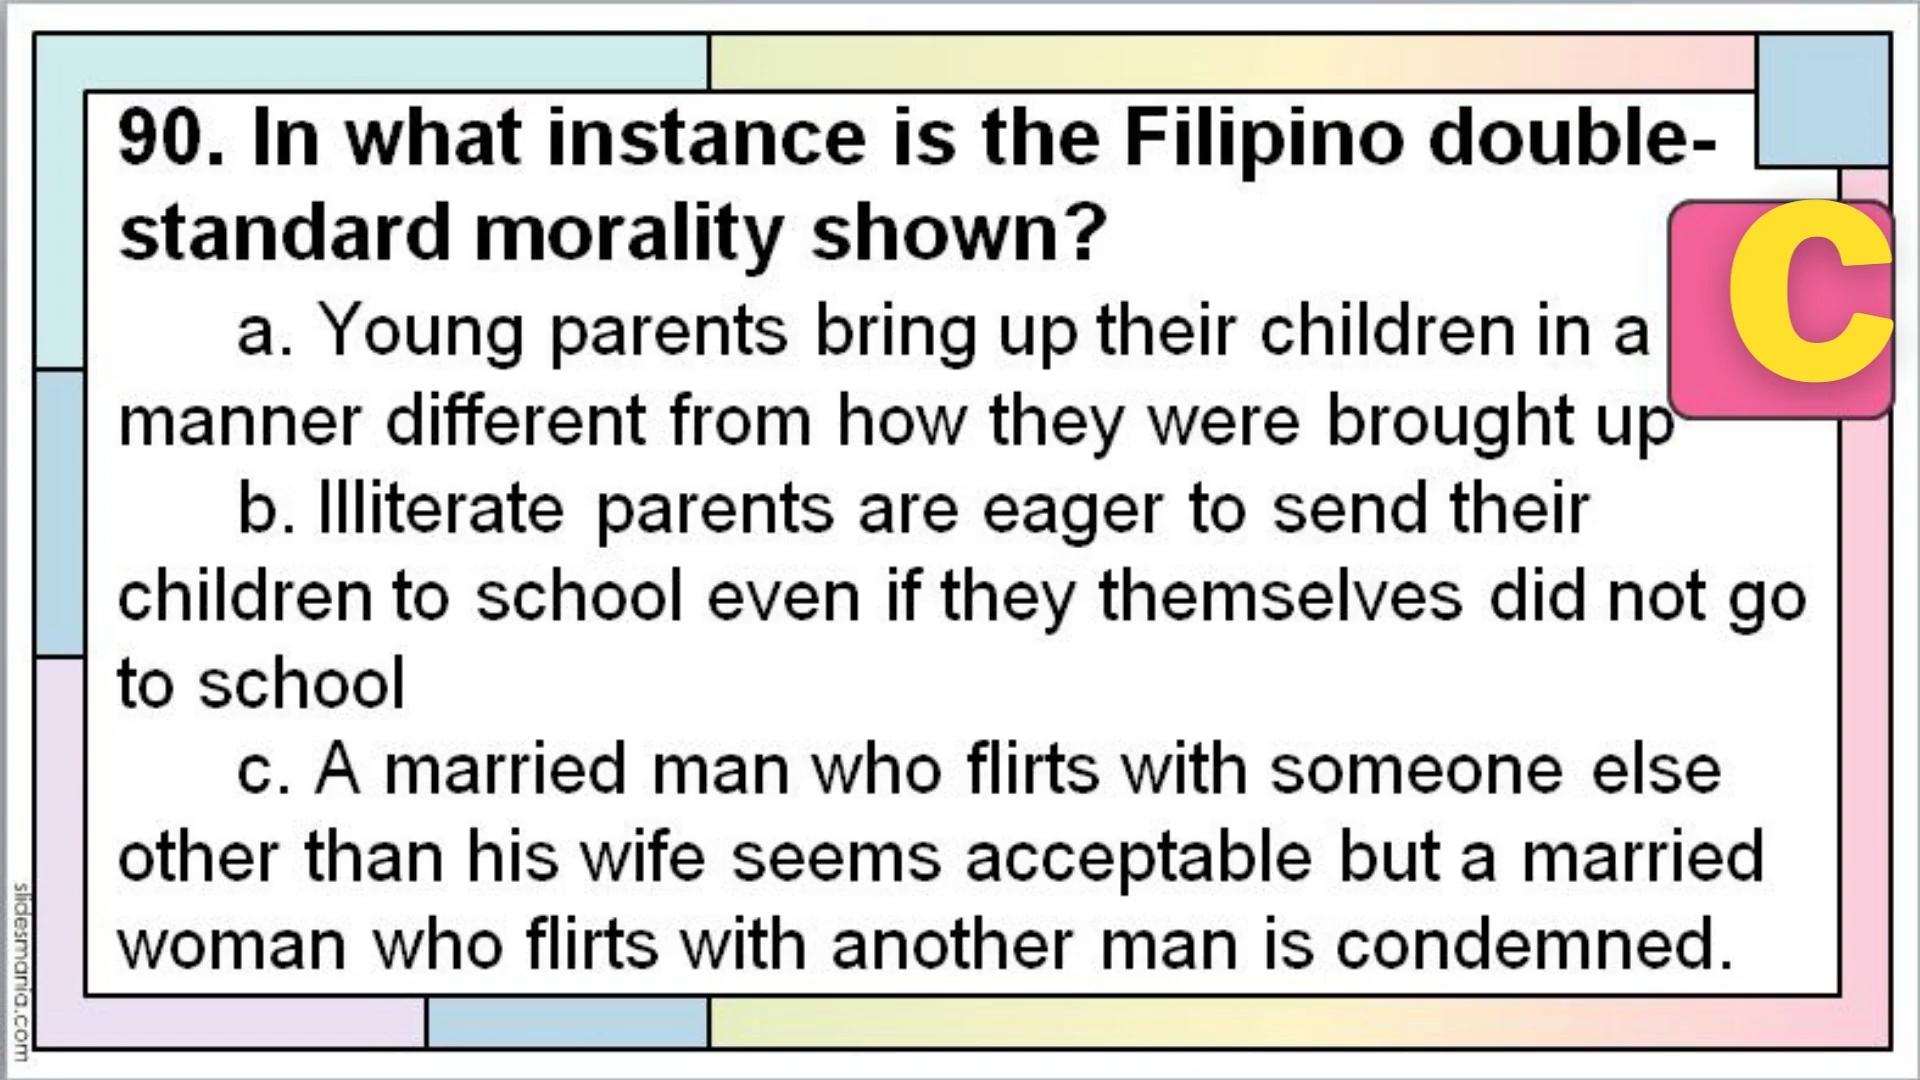 90. In what instance is the Filipino double-
standard morality shown?
C
a. Young parents bring up their children in a
manner different from how they were brought up
b. Illiterate parents are eager to send their
children to school even if they themselves did not go
to school
c. A married man who flirts with someone else
other than his wife seems acceptable but a married
woman who flirts with another man is condemned.
slidesmania.com